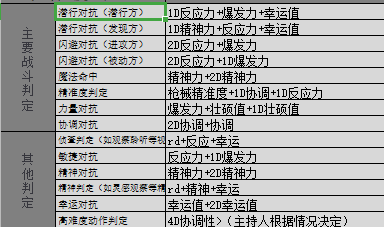 主要战斗判定
潜行对抗（潜行方） 1D反应力+爆发力+幸运值
潜行对抗（发现方） 1D精神力+反应力+幸运值
闪避对抗（进攻方） 2D反应力+爆发力
闪避对抗（被动方） 2D反应力+1D爆发力
魔法命中 精神力+2D精神力
精准度判定 枪械精准度+1D协调+1D反应力
力量对抗 爆发力+壮硕值+1D壮硕值
协调对抗 2D协调+协调
其他判定
侦查判定（如观察聆听等视 rd+反应+幸运
敏捷对抗 反应力+1D爆发力
精神对抗 精神力+2D精神力
精神判定（如灵感观察等精 rd+精神+幸运
幸运对抗 幸运值+2D幸运值
高难度动作判定 4D协调性>（主持人根据情况决定）